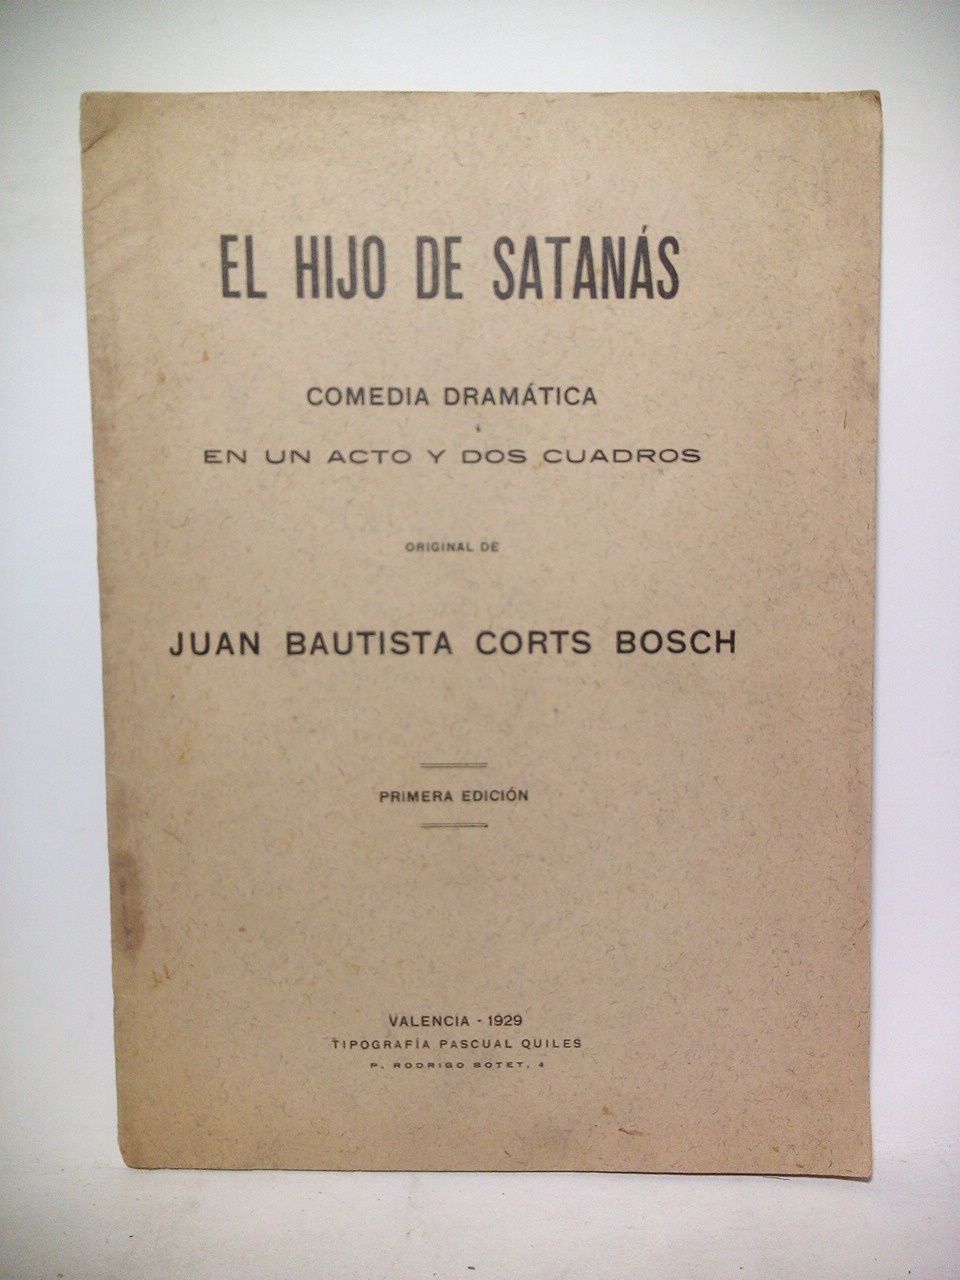 EL HIJO DE SATANÁS
COMEDIA DRAMÁTICA
EN UN ACTO Y DOS CUADROS
ORIGINAL DE
JUAN BAUTISTA CORTS BOSCH
PRIMERA EDICIÓN
VALENCIA - 1929
TIPOGRAFÍA PASCUAL QUILES
P. RODRIGO BOTET, 4